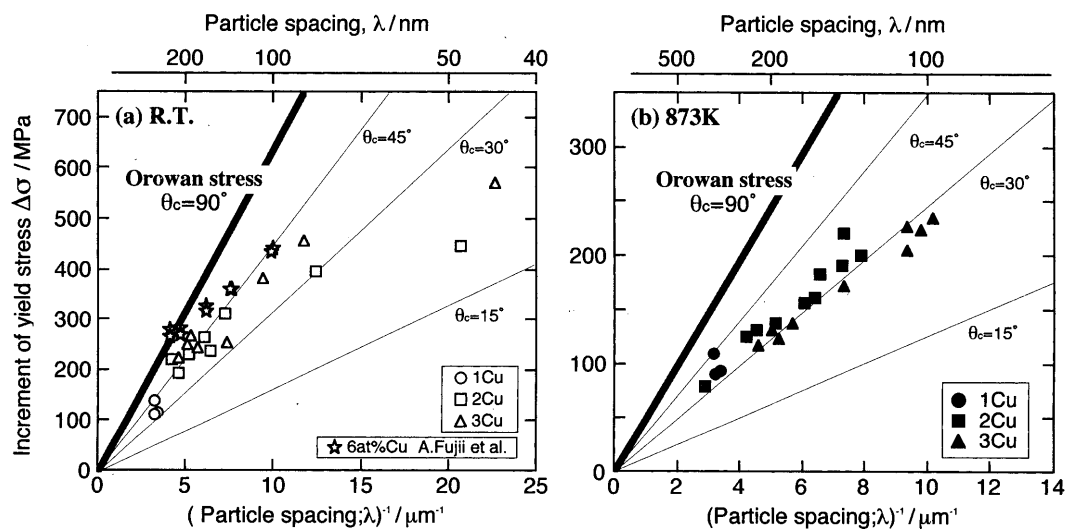 Particle spacing, λ / nm
200 100 50 40
Increment of yield stress Δσ / MPa
700
600
500
400
300
200
100
0
(a) R.T.
θc=45°
θc=30°
Orowan stress
θc=90°
θc=15°
○ 1Cu
□ 2Cu
△ 3Cu
☆ 6at%Cu A.Fujii et al.
0 5 10 15 20 25
( Particle spacing;λ)⁻¹ / μm⁻¹
Particle spacing, λ / nm
500 200 100
300
200
100
0
(b) 873K
θc=45°
Orowan stress
θc=90°
θc=30°
θc=15°
● 1Cu
■ 2Cu
▲ 3Cu
0 2 4 6 8 10 12 14
(Particle spacing;λ)⁻¹ / μm⁻¹